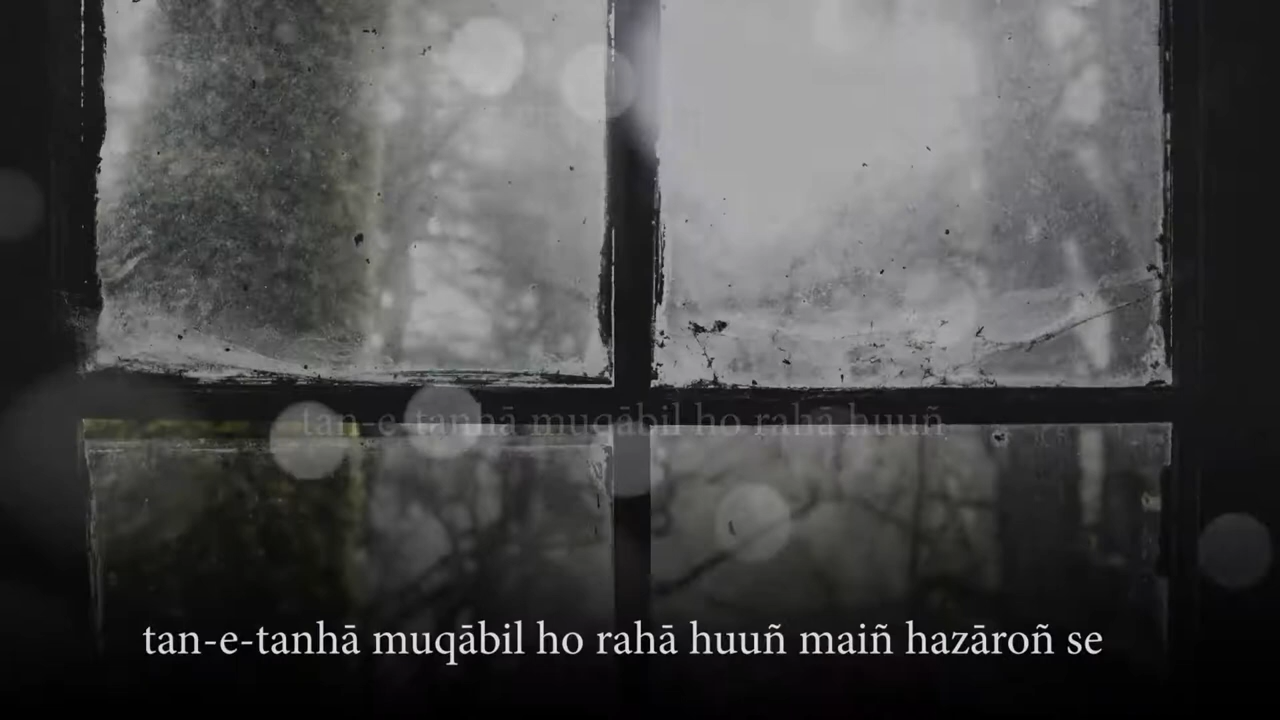 tan-e-tanhā muqābil ho rahā huuñ
tan-e-tanhā muqābil ho rahā huuñ maiñ hazāroñ se